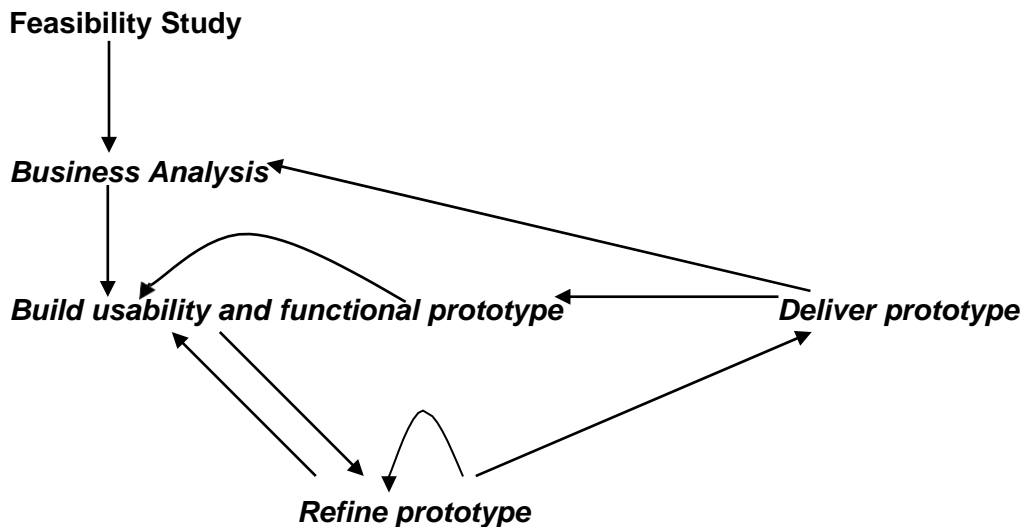 Feasibility Study
Business Analysis
Build usability and functional prototype
Deliver prototype
Refine prototype